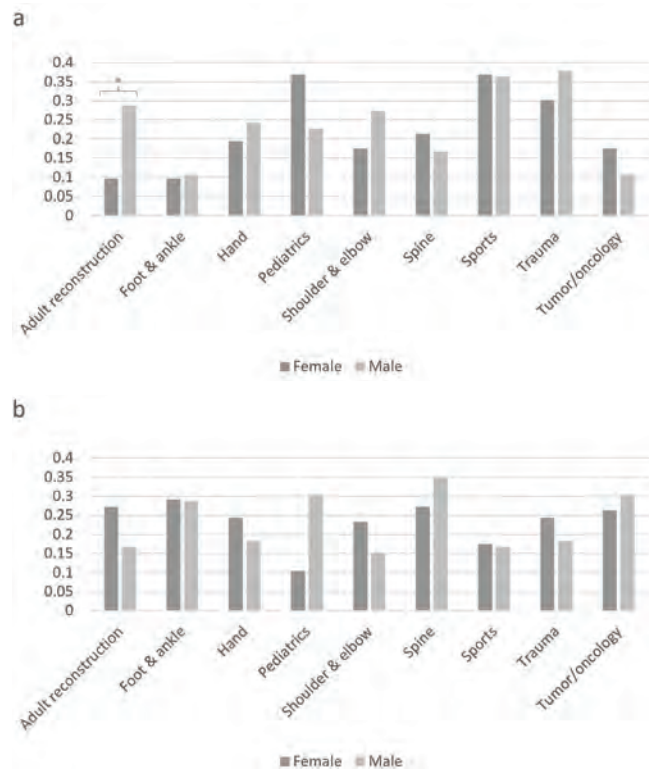 a
0.4
0.35
0.3
0.25
0.2
0.15
0.1
0.05
0
*
Adult reconstruction
Foot & ankle
Hand
Pediatrics
Shoulder & elbow
Spine
Sports
Trauma
Tumor/oncology
Female Male
b
0.4
0.35
0.3
0.25
0.2
0.15
0.1
0.05
0
Adult reconstruction
Foot & ankle
Hand
Pediatrics
Shoulder & elbow
Spine
Sports
Trauma
Tumor/oncology
Female Male